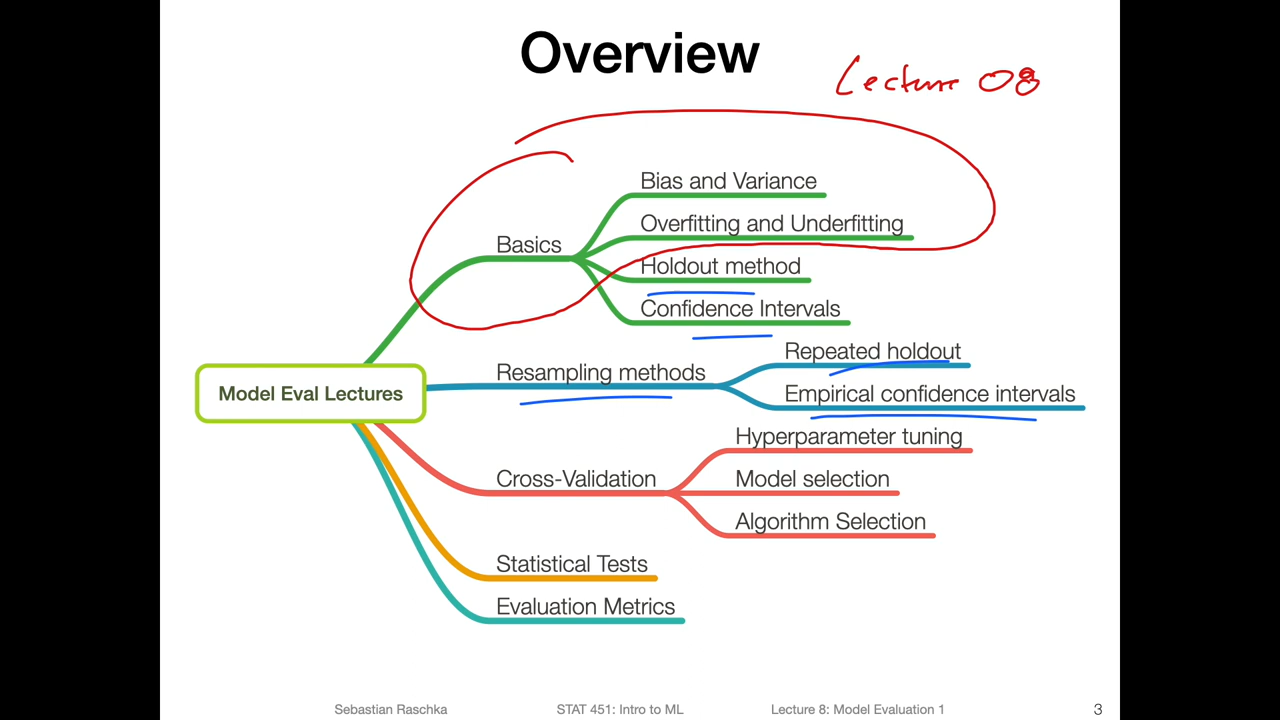 Overview
Lecture 08
Bias and Variance
Overfitting and Underfitting
Basics
Holdout method
Confidence Intervals
Repeated holdout
Resampling methods
Empirical confidence intervals
Model Eval Lectures
Hyperparameter tuning
Cross-Validation
Model selection
Algorithm Selection
Statistical Tests
Evaluation Metrics
Sebastian Raschka
STAT 451: Intro to ML
Lecture 8: Model Evaluation 1
3